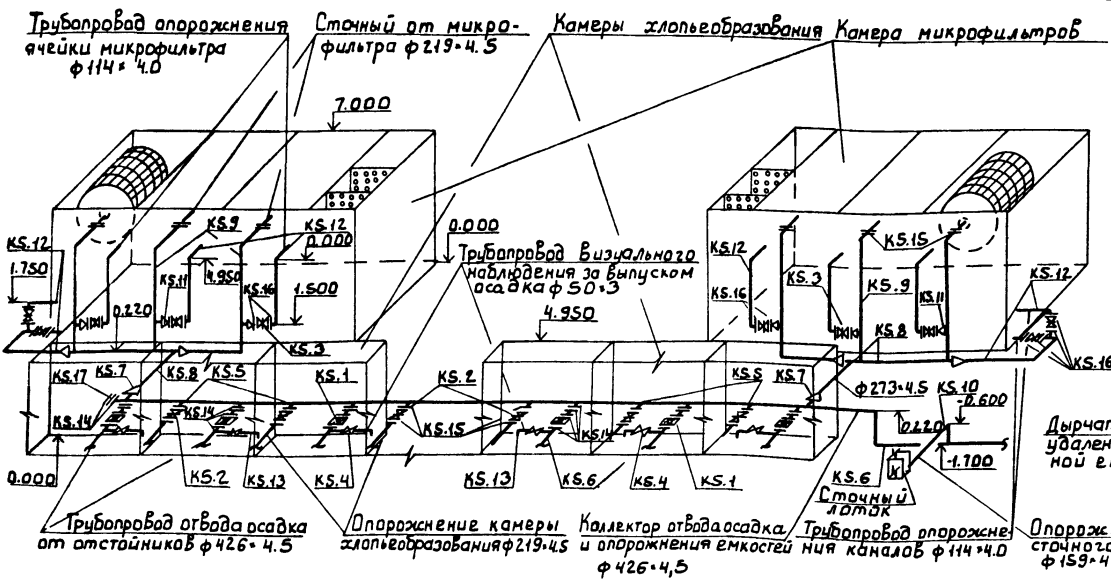 Трубопровод опорожнения
ячейки микрофильтра
ф114×4.0
Сточный от микро-
фильтра ф219×4.5
Камеры хлопьеобразования
Камера микрофильтров
7.000
0.000
KS.9
KS.12
0.000
KS.12
1.750
KS.11
4.950
KS.16
1.500
0.220
KS.3
Трубопровод визуального
наблюдения за выпуском
осадка ф50×3
4.950
KS.12
KS.16
KS.3
KS.15
KS.9
KS.11
KS.8
KS.12
KS.16
KS.17
KS.7
KS.8
KS.5
KS.1
KS.2
KS.5
KS.7
ф273×4.5
KS.10
-0.600
KS.14
KS.14
KS.15
KS.14
0.220
-1.700
0.000
KS.2
KS.13
KS.4
KS.13
KS.6
KS.4
KS.1
KS.6
Сточный
лоток
Трубопровод отвода осадка
от отстойников ф426×4.5
Опорожнение камеры
хлопьеобразования ф219×4.5
Коллектор отвода осадка
и опорожнения емкостей
ф426×4,5
Трубопровод опорожне-
ния каналов ф114×4.0
Дырчат
удален
ной е
Опорож
сточного
ф159×4